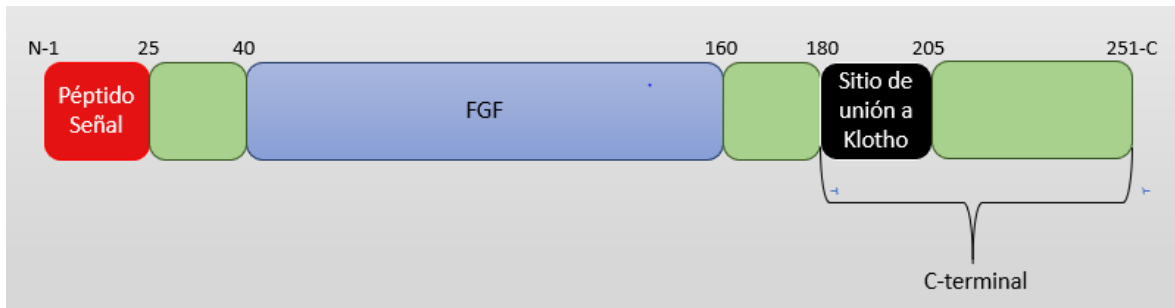 N-1 25 40 160 180 205 251-C
Péptido
Señal
FGF
Sitio de
unión a
Klotho
C-terminal